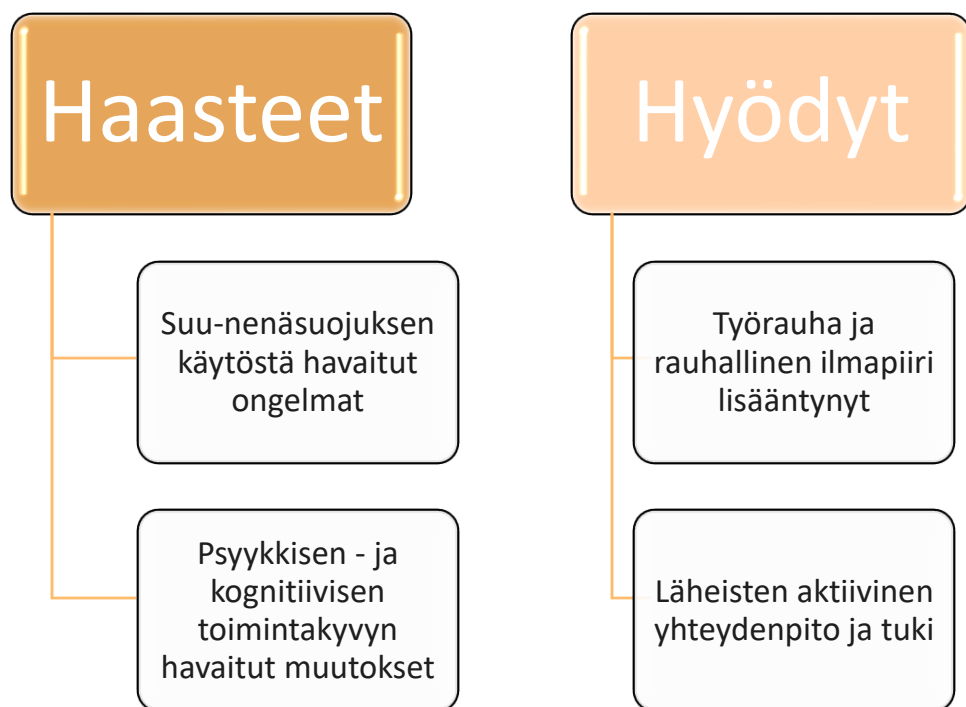 Haasteet
Suu-nenäsuojuksen
käytöstä havaitut
ongelmat
Psyykkisen - ja
kognitiivisen
toimintakyvyn
havaitut muutokset
Hyödyt
Työrauha ja
rauhallinen ilmapiiri
lisääntynyt
Läheisten aktiivinen
yhteydenpito ja tuki